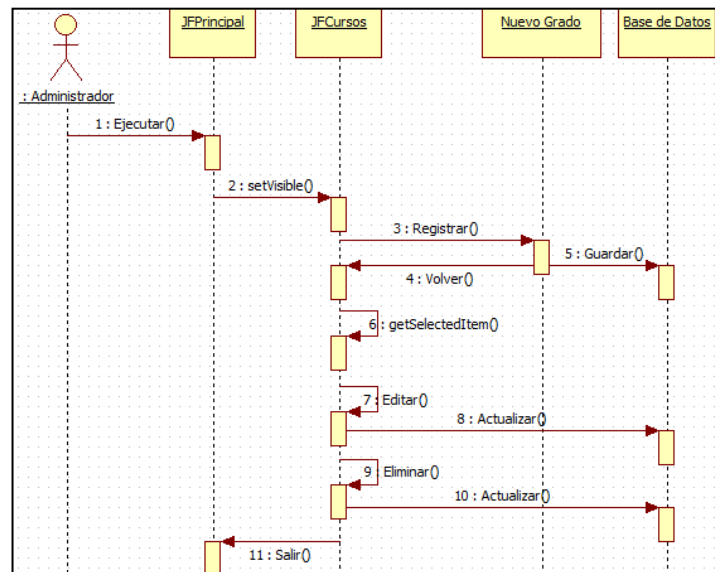 JFPrincipal
JFCursos
Nuevo Grado
Base de Datos
: Administrador
1 : Ejecutar()
2 : setVisible()
3 : Registrar()
5 : Guardar()
4 : Volver()
6 : getSelectedItem()
7 : Editar()
8 : Actualizar()
9 : Eliminar()
10 : Actualizar()
11 : Salir()